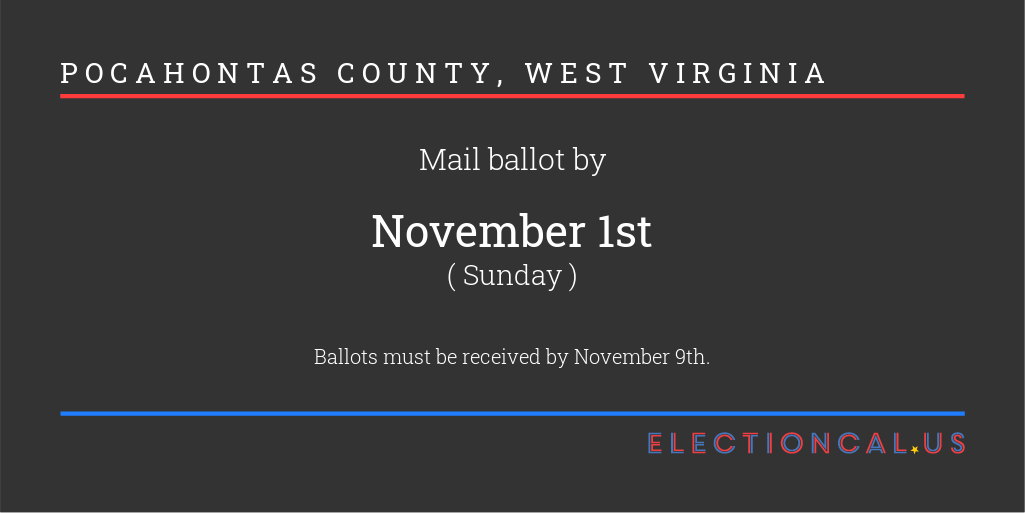 POCAHONTAS COUNTY, WEST VIRGINIA
Mail ballot by
November 1st
( Sunday )
Ballots must be received by November 9th.
ELECTIONCAL.US